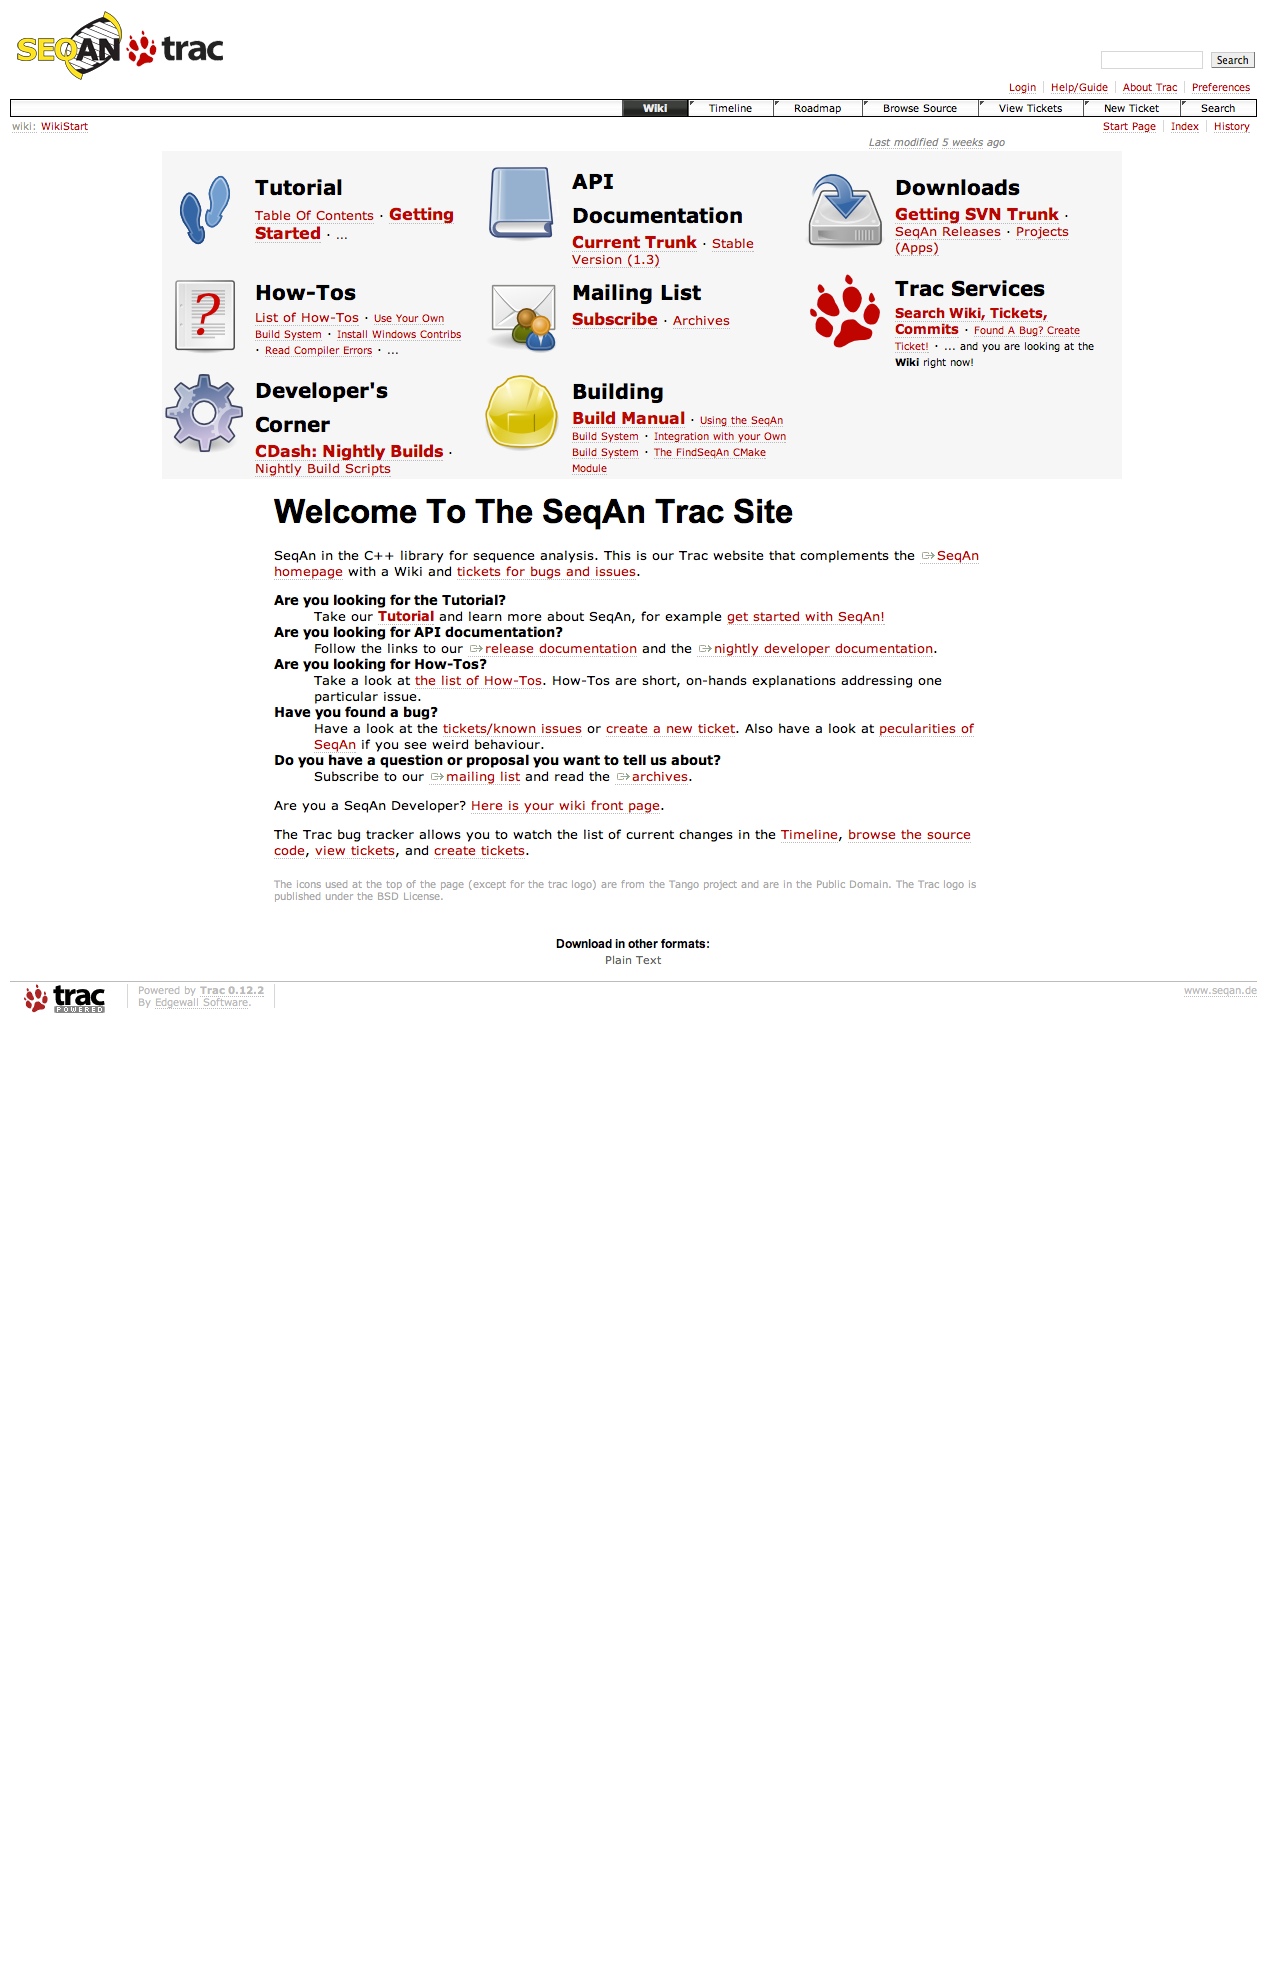 SEQAN trac
Search
Login Help/Guide About Trac Preferences
Wiki Timeline Roadmap Browse Source View Tickets New Ticket Search
wiki: WikiStart
Start Page Index History
Last modified 5 weeks ago
Tutorial
Table Of Contents · Getting
Started · ...
API
Documentation
Current Trunk · Stable
Version (1.3)
Downloads
Getting SVN Trunk ·
SeqAn Releases · Projects
(Apps)
How-Tos
List of How-Tos · Use Your Own
Build System · Install Windows Contribs
· Read Compiler Errors · ...
Mailing List
Subscribe · Archives
Trac Services
Search Wiki, Tickets,
Commits · Found A Bug? Create
Ticket! · ... and you are looking at the
Wiki right now!
Developer's
Corner
CDash: Nightly Builds ·
Nightly Build Scripts
Building
Build Manual · Using the SeqAn
Build System · Integration with your Own
Build System · The FindSeqAn CMake
Module
Welcome To The SeqAn Trac Site
SeqAn in the C++ library for sequence analysis. This is our Trac website that complements the SeqAn
homepage with a Wiki and tickets for bugs and issues.
Are you looking for the Tutorial?
Take our Tutorial and learn more about SeqAn, for example get started with SeqAn!
Are you looking for API documentation?
Follow the links to our release documentation and the nightly developer documentation.
Are you looking for How-Tos?
Take a look at the list of How-Tos. How-Tos are short, on-hands explanations addressing one
particular issue.
Have you found a bug?
Have a look at the tickets/known issues or create a new ticket. Also have a look at pecularities of
SeqAn if you see weird behaviour.
Do you have a question or proposal you want to tell us about?
Subscribe to our mailing list and read the archives.
Are you a SeqAn Developer? Here is your wiki front page.
The Trac bug tracker allows you to watch the list of current changes in the Timeline, browse the source
code, view tickets, and create tickets.
The icons used at the top of the page (except for the trac logo) are from the Tango project and are in the Public Domain. The Trac logo is
published under the BSD License.
Download in other formats:
Plain Text
trac
POWERED
Powered by Trac 0.12.2
By Edgewall Software.
www.seqan.de